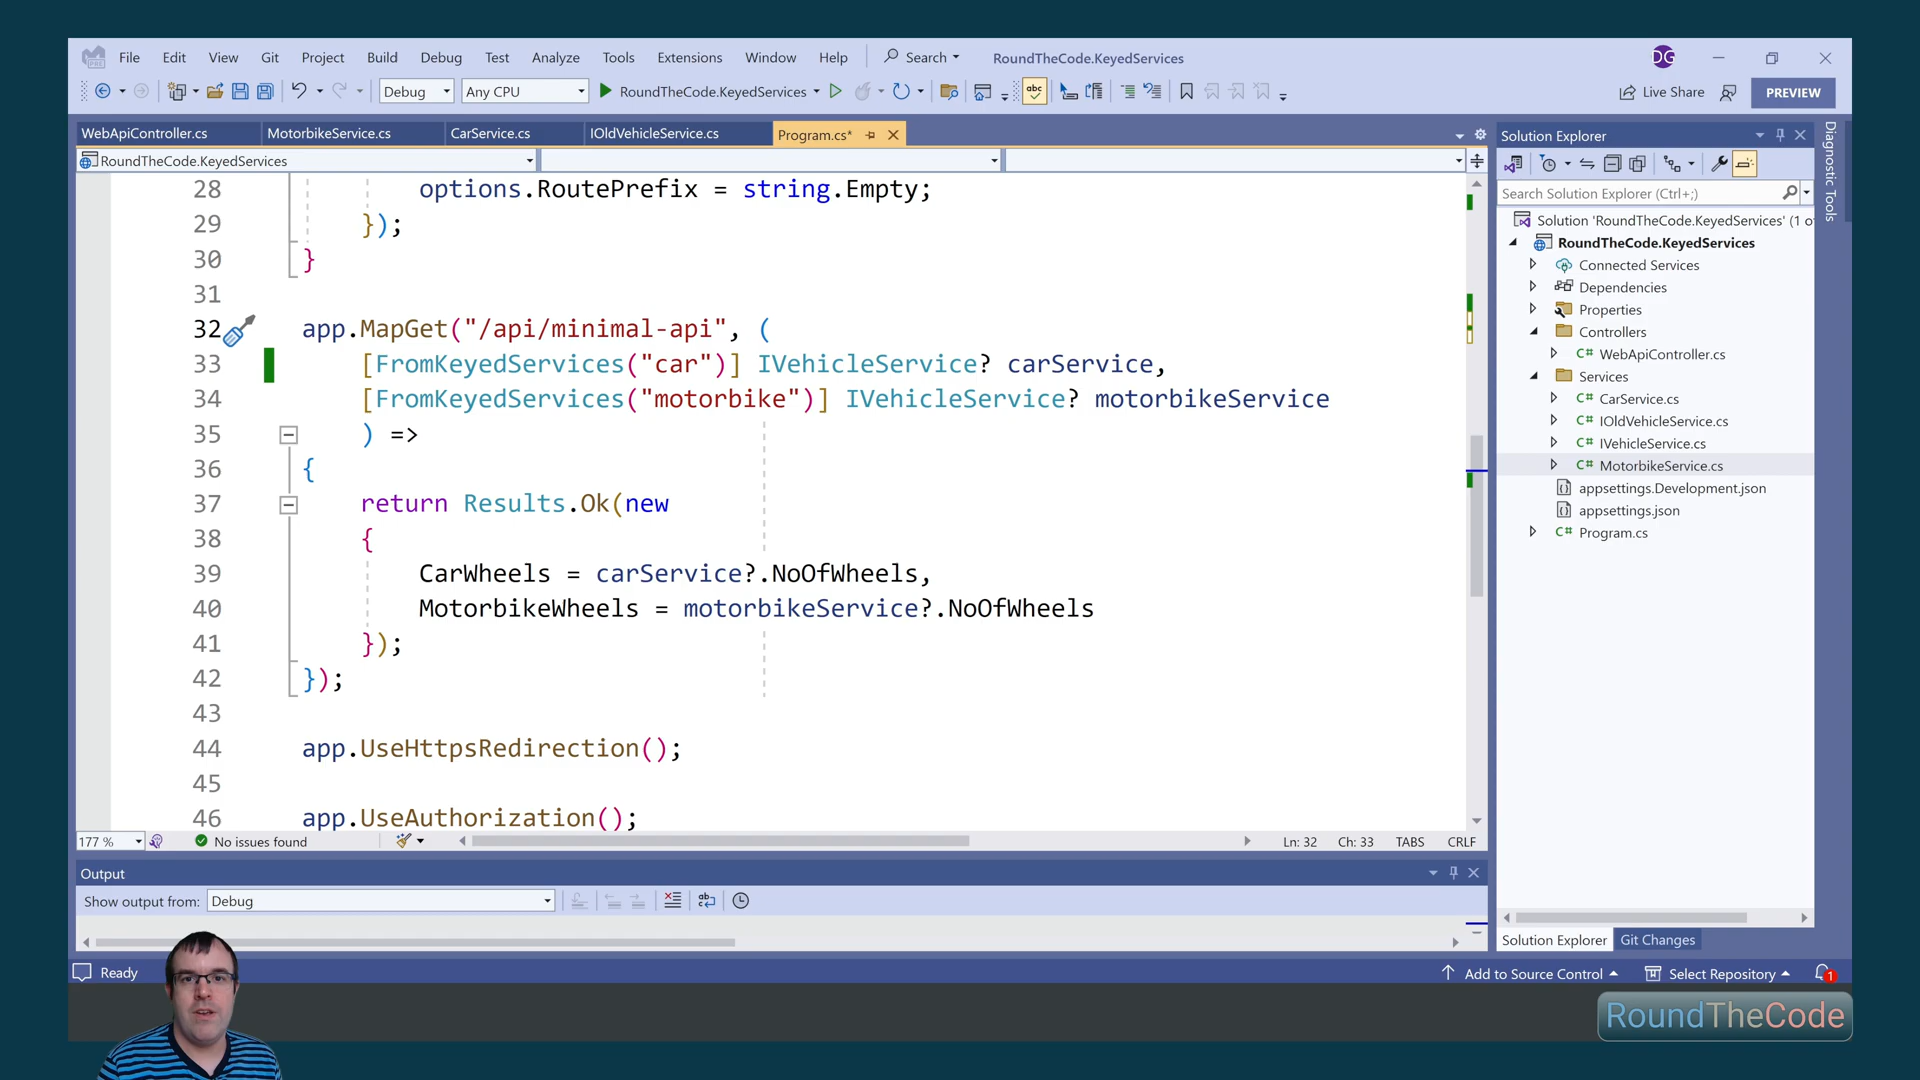 File Edit View Git Project Build Debug Test Analyze Tools Extensions Window Help Search RoundTheCode.KeyedServices DG
Debug Any CPU RoundTheCode.KeyedServices Live Share PREVIEW
WebApiController.cs MotorbikeService.cs CarService.cs IOldVehicleService.cs Program.cs*
RoundTheCode.KeyedServices
28 options.RoutePrefix = string.Empty;
29 });
30 }
31
32 app.MapGet("/api/minimal-api", (
33 [FromKeyedServices("car")] IVehicleService? carService,
34 [FromKeyedServices("motorbike")] IVehicleService? motorbikeService
35 ) =>
36 {
37 return Results.Ok(new
38 {
39 CarWheels = carService?.NoOfWheels,
40 MotorbikeWheels = motorbikeService?.NoOfWheels
41 });
42 });
43
44 app.UseHttpsRedirection();
45
46 app.UseAuthorization();
177 % No issues found Ln: 32 Ch: 33 TABS CRLF
Output
Show output from: Debug
Solution Explorer
Search Solution Explorer (Ctrl+;)
Solution 'RoundTheCode.KeyedServices' (1 o
RoundTheCode.KeyedServices
Connected Services
Dependencies
Properties
Controllers
C# WebApiController.cs
Services
C# CarService.cs
C# IOldVehicleService.cs
C# IVehicleService.cs
C# MotorbikeService.cs
appsettings.Development.json
appsettings.json
C# Program.cs
Solution Explorer Git Changes
Diagnostic Tools
Ready Add to Source Control Select Repository 1
RoundTheCode